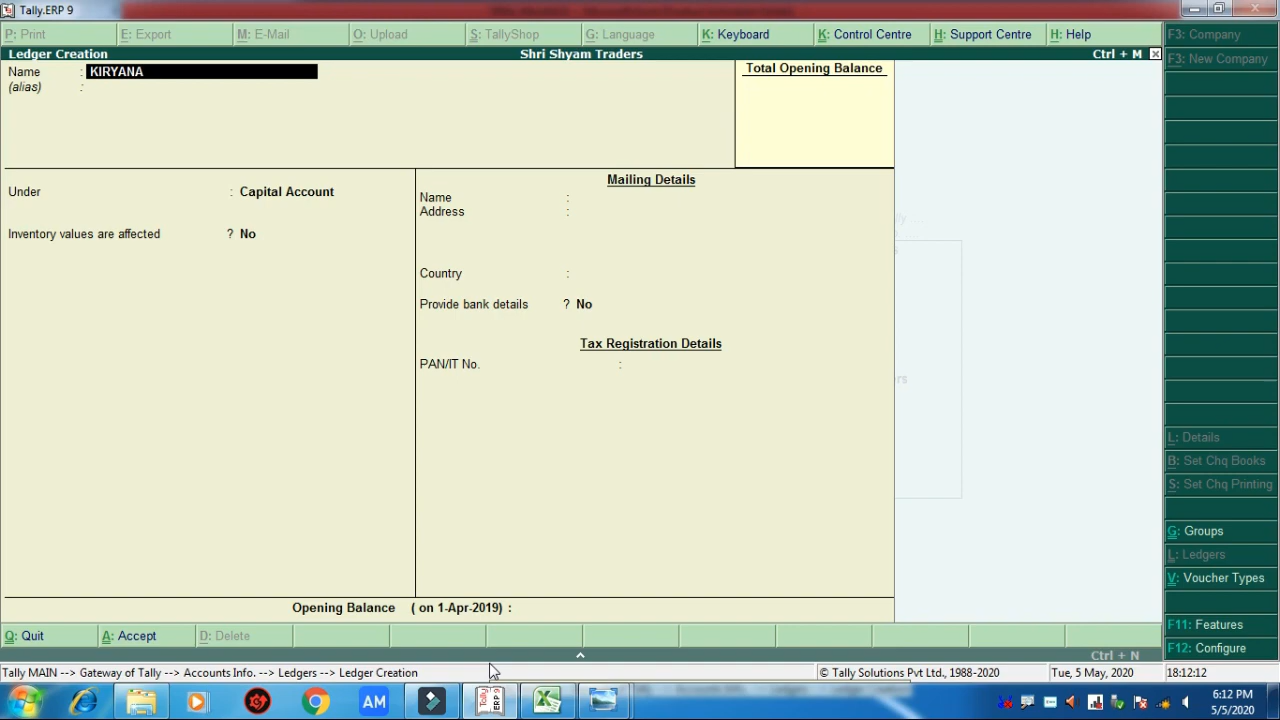 Tally.ERP 9
P: Print E: Export M: E-Mail O: Upload S: TallyShop G: Language K: Keyboard K: Control Centre H: Support Centre H: Help F3: Company
Ledger Creation Shri Shyam Traders Ctrl + M F3: New Company
Name : KIRYANA Total Opening Balance
(alias) :
Mailing Details
Under : Capital Account
Name :
Address :
Inventory values are affected ? No
Country :
Provide bank details ? No
Tax Registration Details
PAN/IT No. :
L: Details
B: Set Chq Books
S: Set Chq Printing
G: Groups
L: Ledgers
V: Voucher Types
Opening Balance ( on 1-Apr-2019) :
F11: Features
Q: Quit A: Accept D: Delete
F12: Configure
Ctrl + N
Tally MAIN --> Gateway of Tally --> Accounts Info. --> Ledgers --> Ledger Creation © Tally Solutions Pvt Ltd., 1988-2020 Tue, 5 May, 2020 18:12:12
AM Tally ERP 9 6:12 PM
5/5/2020